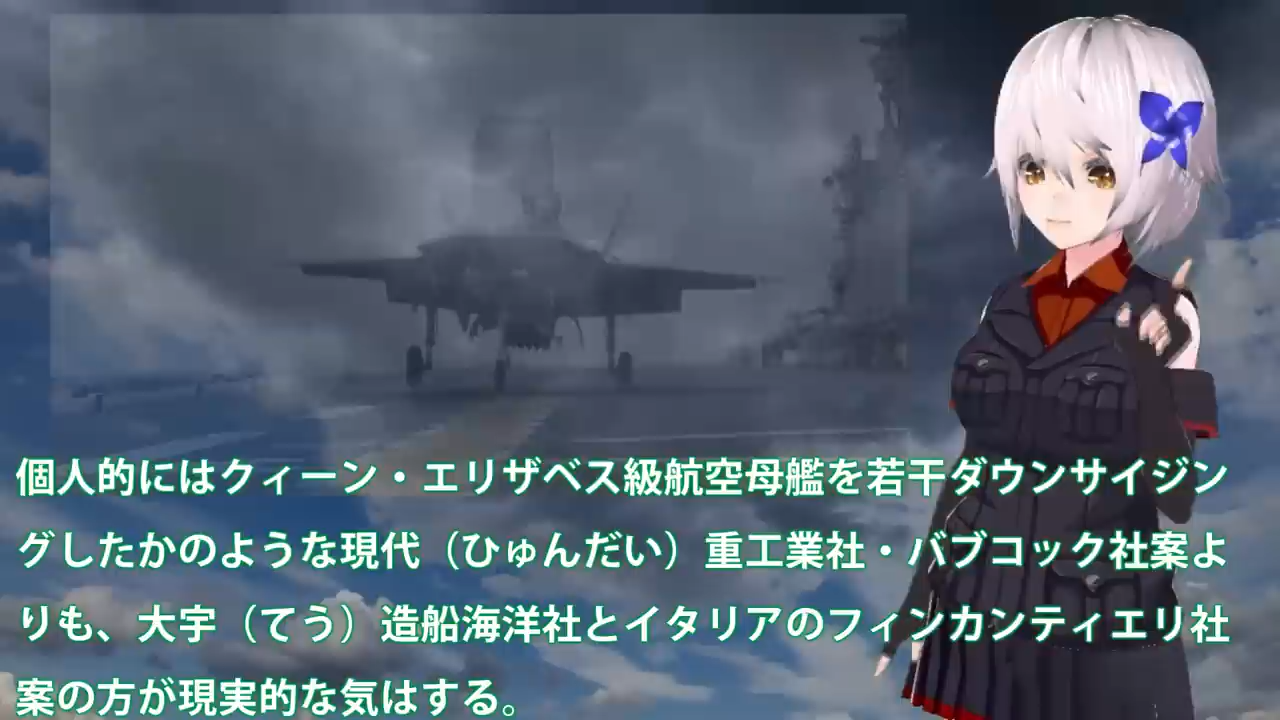 個人的にはクィーン・エリザベス級航空母艦を若干ダウンサイジン
グしたかのような現代（ひゅんだい）重工業社・バブコック社案よ
りも、大宇（てう）造船海洋社とイタリアのフィンカンティエリ社
案の方が現実的な気はする。